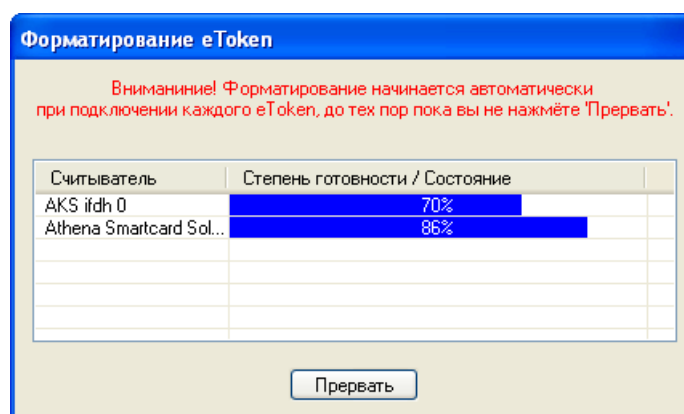 Форматирование eToken
Вниманиние! Форматирование начинается автоматически
при подключении каждого eToken, до тех пор пока вы не нажмёте 'Прервать'.
Считыватель Степень готовности / Состояние
AKS ifdh 0 70%
Athena Smartcard Sol... 86%
Прервать